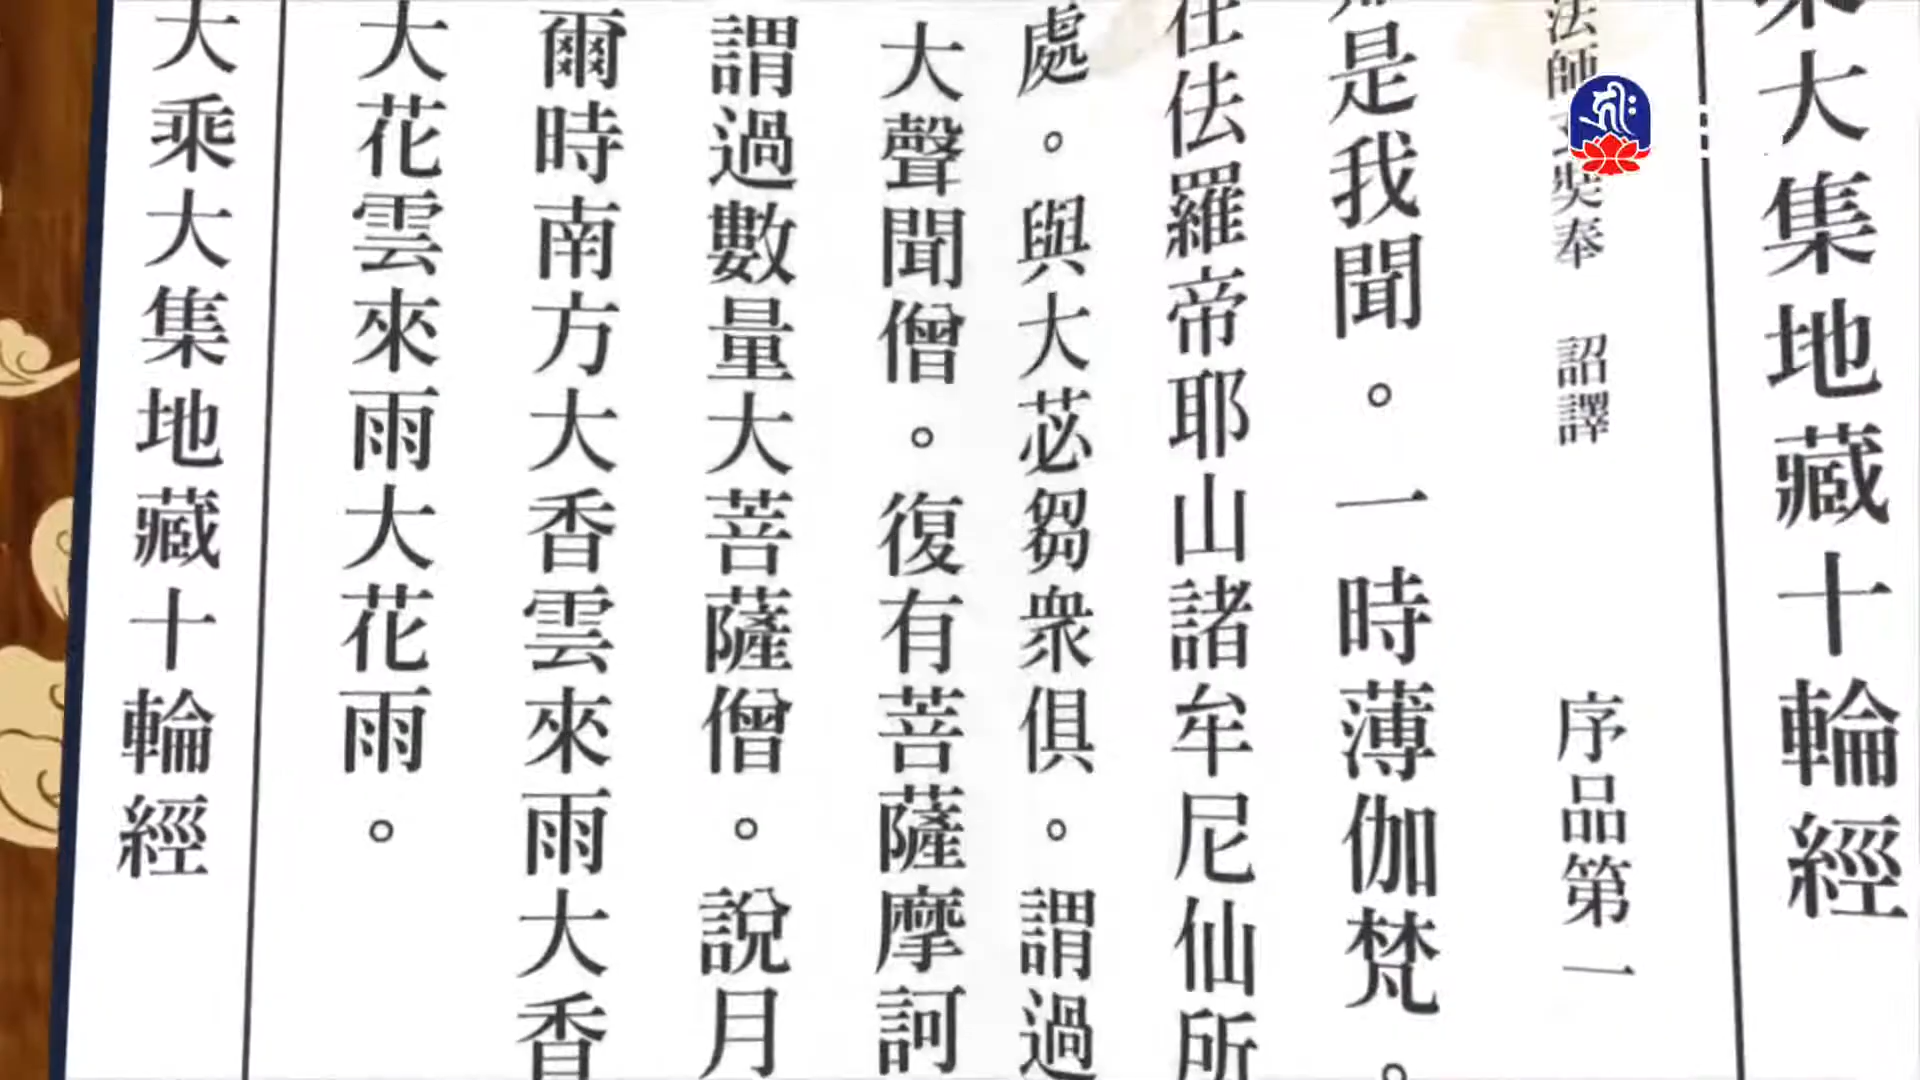 大集地藏十輪經
法師玄奘奉 詔譯 序品第一
是我聞。一時薄伽梵。
在佉羅帝耶山諸牟尼仙所
處。與大苾芻眾俱。謂過
大聲聞僧。復有菩薩摩訶
謂過數量大菩薩僧。說月
爾時南方大香雲來雨大香
大花雲來雨大花雨。
大乘大集地藏十輪經